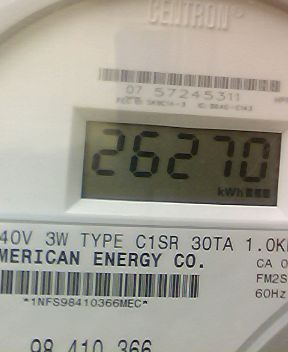 CENTRON®
07 57245311
26270
kWh
40V 3W TYPE C1SR 30TA 1.0K
MERICAN ENERGY CO.
CA 0
FM2S
*1NFS98410366MEC*
60Hz
98 410 366